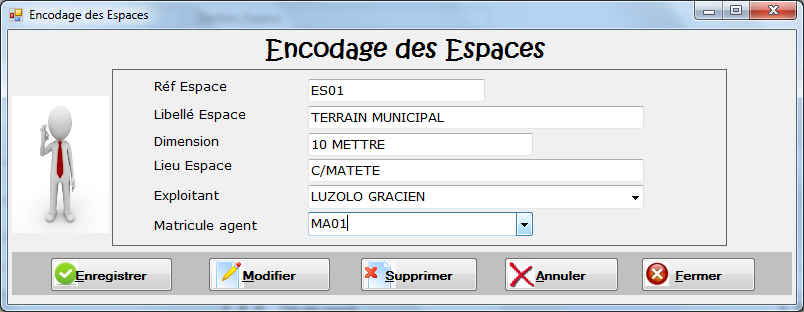 Encodage des Espaces
Encodage des Espaces
Réf Espace ES01
Libellé Espace TERRAIN MUNICIPAL
Dimension 10 METTRE
Lieu Espace C/MATETE
Exploitant LUZOLO GRACIEN
Matricule agent MA01
Enregistrer Modifier Supprimer Annuler Fermer